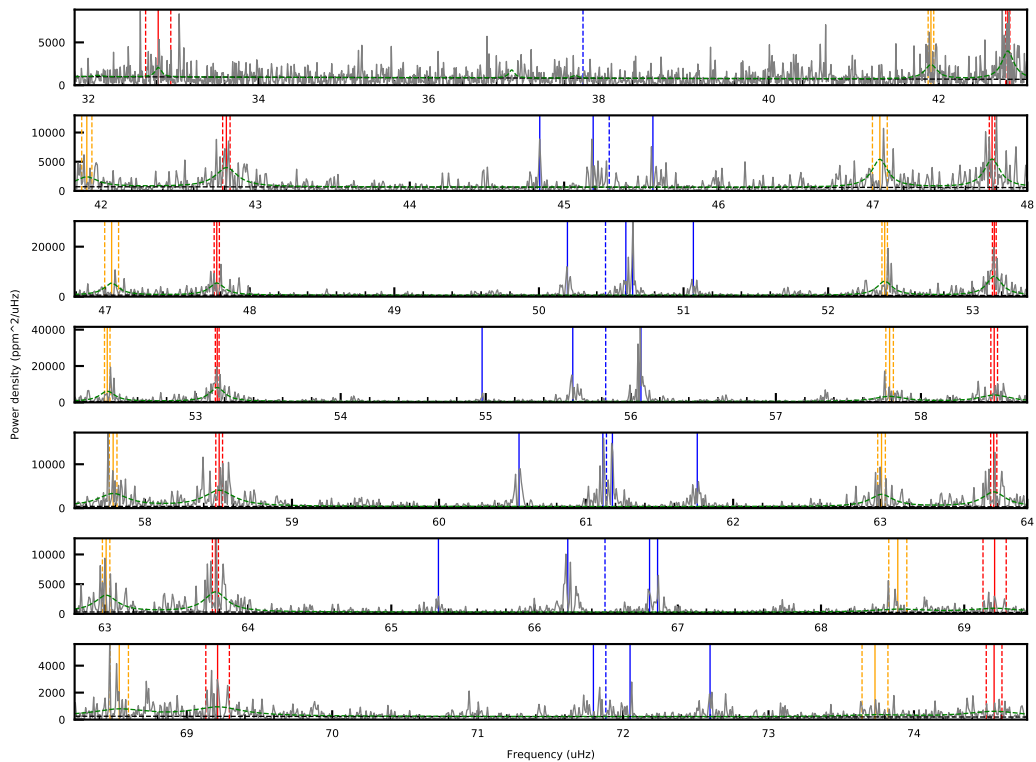 5000
0
32 34 36 38 40 42
10000
5000
0
42 43 44 45 46 47 48
20000
0
47 48 49 50 51 52 53
40000
20000
0
53 54 55 56 57 58
10000
0
58 59 60 61 62 63 64
10000
5000
0
63 64 65 66 67 68 69
4000
2000
0
69 70 71 72 73 74
Power density (ppm^2/uHz)
Frequency (uHz)